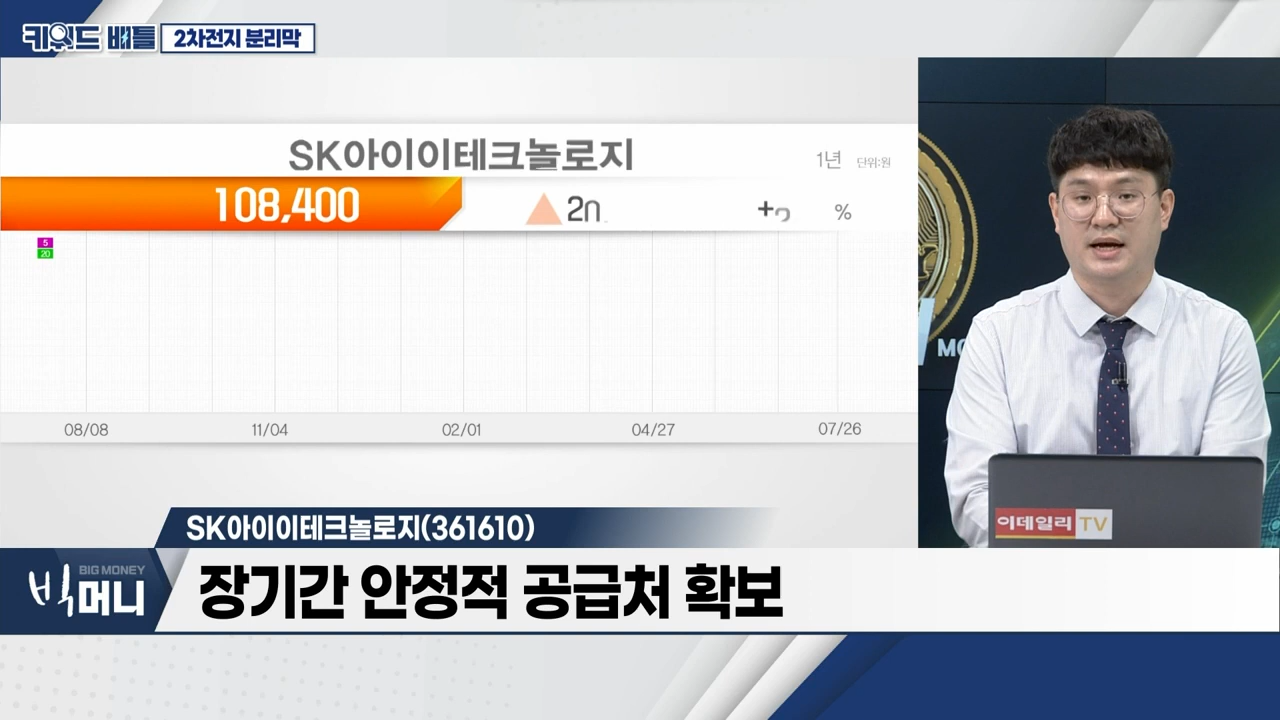 키워드 배틀 2차전지 분리막
SK아이이테크놀로지
1년 단위:원
108,400
%
5
20
08/08 11/04 02/01 04/27 07/26
SK아이이테크놀로지(361610)
BIG MONEY
빅머니
장기간 안정적 공급처 확보
이데일리 TV